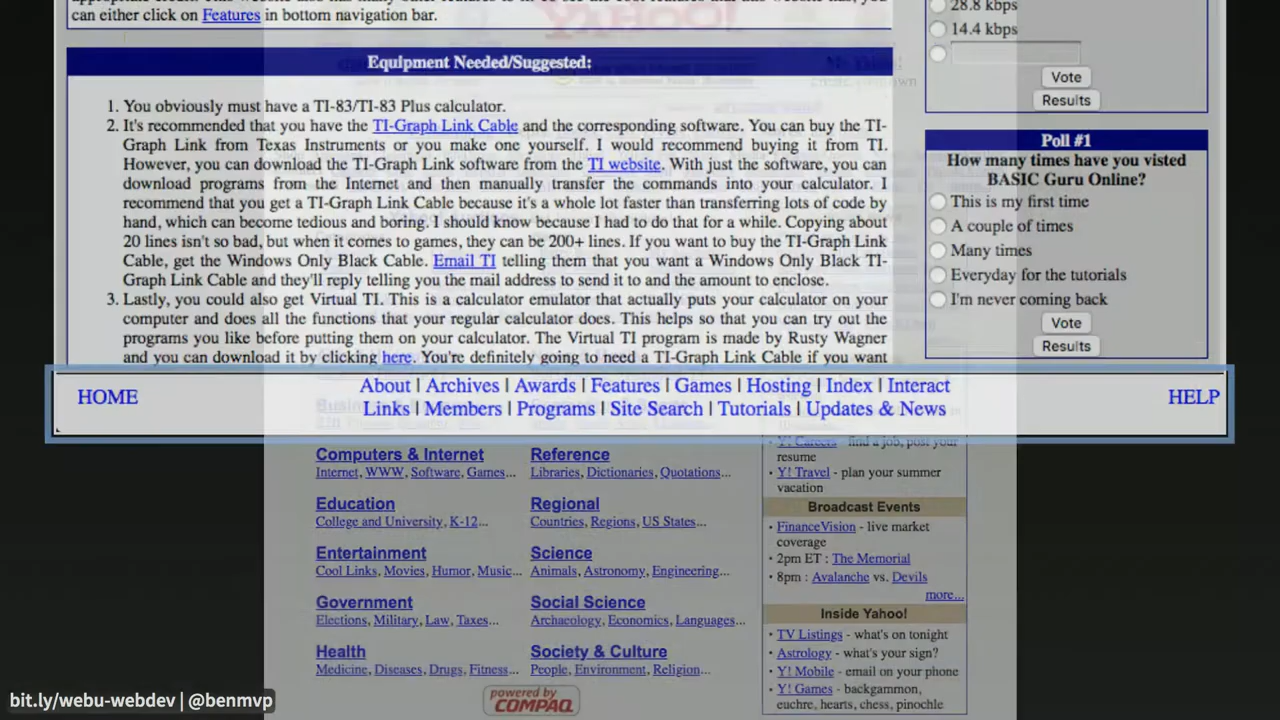 can either click on Features in bottom navigation bar.
Equipment Needed/Suggested:
1. You obviously must have a TI-83/TI-83 Plus calculator.
2. It's recommended that you have the TI-Graph Link Cable and the corresponding software. You can buy the TI-
Graph Link from Texas Instruments or you make one yourself. I would recommend buying it from TI.
However, you can download the TI-Graph Link software from the TI website. With just the software, you can
download programs from the Internet and then manually transfer the commands into your calculator. I
recommend that you get a TI-Graph Link Cable because it's a whole lot faster than transferring lots of code by
hand, which can become tedious and boring. I should know because I had to do that for a while. Copying about
20 lines isn't so bad, but when it comes to games, they can be 200+ lines. If you want to buy the TI-Graph Link
Cable, get the Windows Only Black Cable. Email TI telling them that you want a Windows Only Black TI-
Graph Link Cable and they'll reply telling you the mail address to send it to and the amount to enclose.
3. Lastly, you could also get Virtual TI. This is a calculator emulator that actually puts your calculator on your
computer and does all the functions that your regular calculator does. This helps so that you can try out the
programs you like before putting them on your calculator. The Virtual TI program is made by Rusty Wagner
and you can download it by clicking here. You're definitely going to need a TI-Graph Link Cable if you want
28.8 kbps
14.4 kbps
Vote
Results
Poll #1
How many times have you visted
BASIC Guru Online?
This is my first time
A couple of times
Many times
Everyday for the tutorials
I'm never coming back
Vote
Results
HOME
About | Archives | Awards | Features | Games | Hosting | Index | Interact
Links | Members | Programs | Site Search | Tutorials | Updates & News
HELP
Computers & Internet
Internet, WWW, Software, Games...
Education
College and University, K-12...
Entertainment
Cool Links, Movies, Humor, Music...
Government
Elections, Military, Law, Taxes...
Health
Medicine, Diseases, Drugs, Fitness...
Reference
Libraries, Dictionaries, Quotations...
Regional
Countries, Regions, US States...
Science
Animals, Astronomy, Engineering...
Social Science
Archaeology, Economics, Languages...
Society & Culture
People, Environment, Religion...
· Y! Careers - find a job, post your
resume
· Y! Travel - plan your summer
vacation
Broadcast Events
· FinanceVision - live market
coverage
· 2pm ET : The Memorial
· 8pm : Avalanche vs. Devils
more...
Inside Yahoo!
· TV Listings - what's on tonight
· Astrology - what's your sign?
· Y! Mobile - email on your phone
· Y! Games - backgammon,
euchre, hearts, chess, pinochle
powered by
COMPAQ
bit.ly/webu-webdev | @benmvp